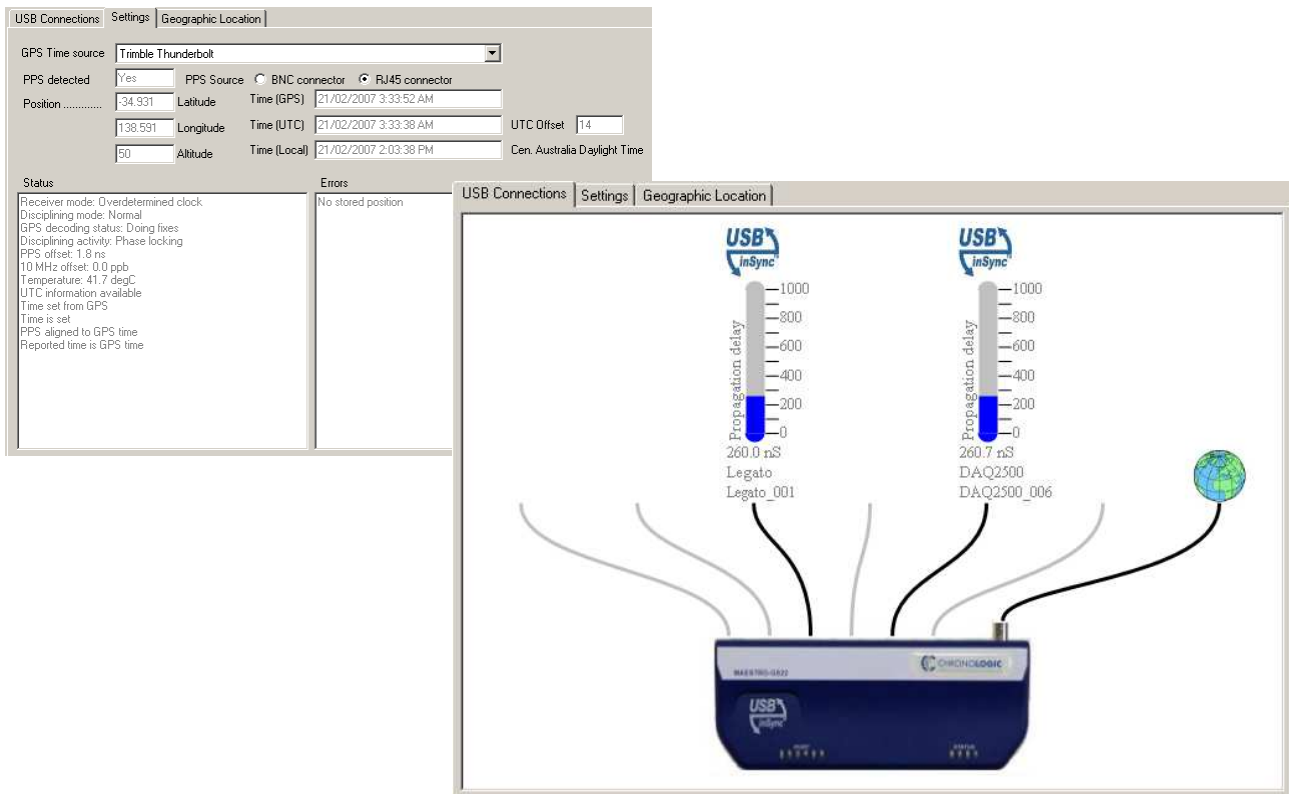 USB Connections Settings Geographic Location
GPS Time source Trimble Thunderbolt
PPS detected Yes PPS Source BNC connector RJ45 connector
Position ............. -34.931 Latitude Time (GPS) 21/02/2007 3:33:52 AM
138.591 Longitude Time (UTC) 21/02/2007 3:33:38 AM UTC Offset 14
50 Altitude Time (Local) 21/02/2007 2:03:38 PM Cen. Australia Daylight Time
Status
Receiver mode: Overdetermined clock
Disciplining mode: Normal
GPS decoding status: Doing fixes
Disciplining activity: Phase locking
PPS offset: 1.8 ns
10 MHz offset: 0.0 ppb
Temperature: 41.7 degC
UTC information available
Time set from GPS
Time is set
PPS aligned to GPS time
Reported time is GPS time
Errors
No stored position
USB Connections Settings Geographic Location
USB
inSync
Propagation delay
1000
800
600
400
200
0
260.0 nS
Legato
Legato_001
USB
inSync
Propagation delay
1000
800
600
400
200
0
260.7 nS
DAQ2500
DAQ2500_006
CHRONOLOGIC
USB
inSync